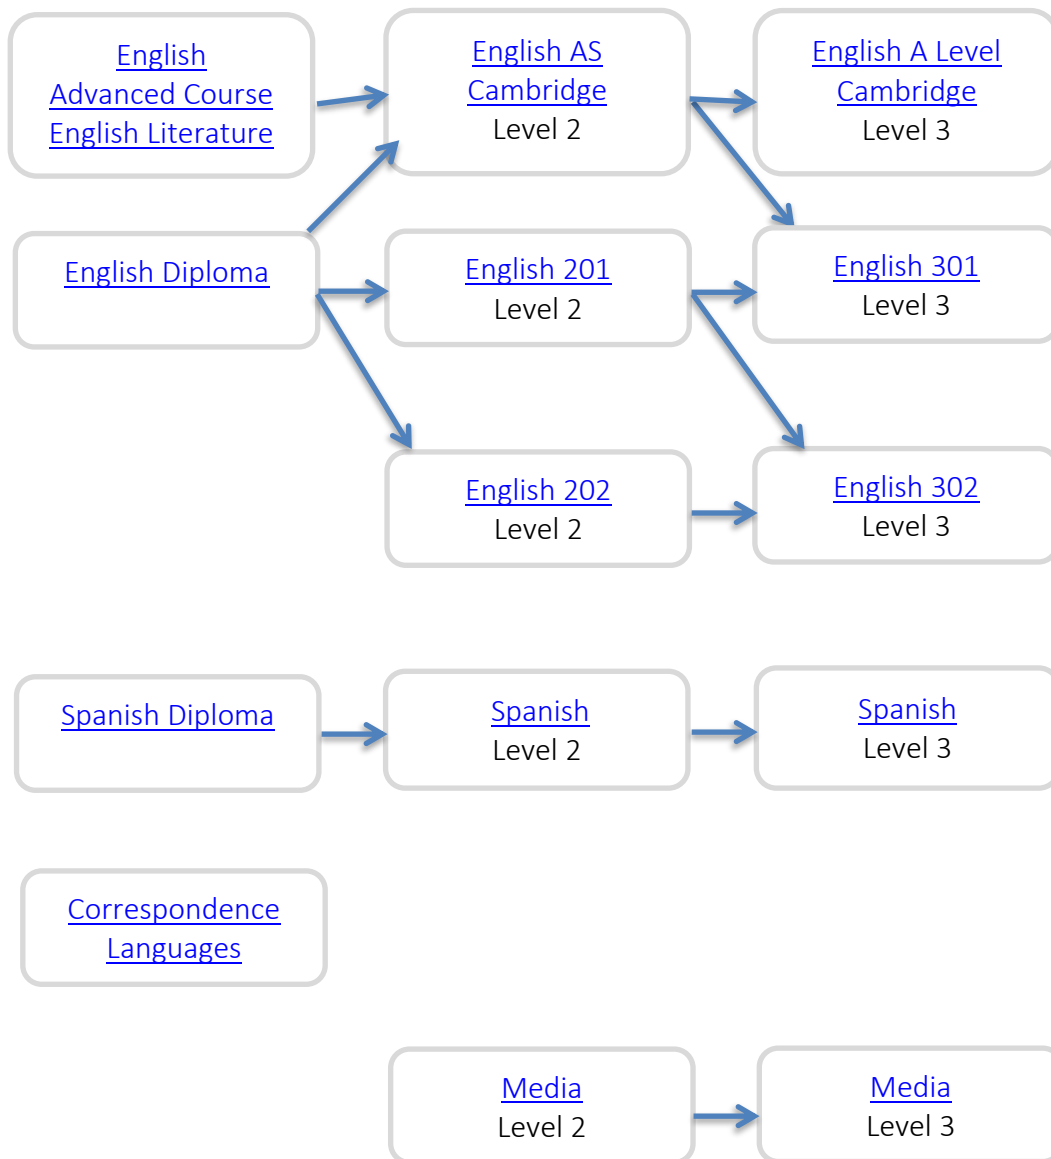 English
Advanced Course
English Literature
English AS
Cambridge
Level 2
English A Level
Cambridge
Level 3
English Diploma
English 201
Level 2
English 301
Level 3
English 202
Level 2
English 302
Level 3
Spanish Diploma
Spanish
Level 2
Spanish
Level 3
Correspondence
Languages
Media
Level 2
Media
Level 3